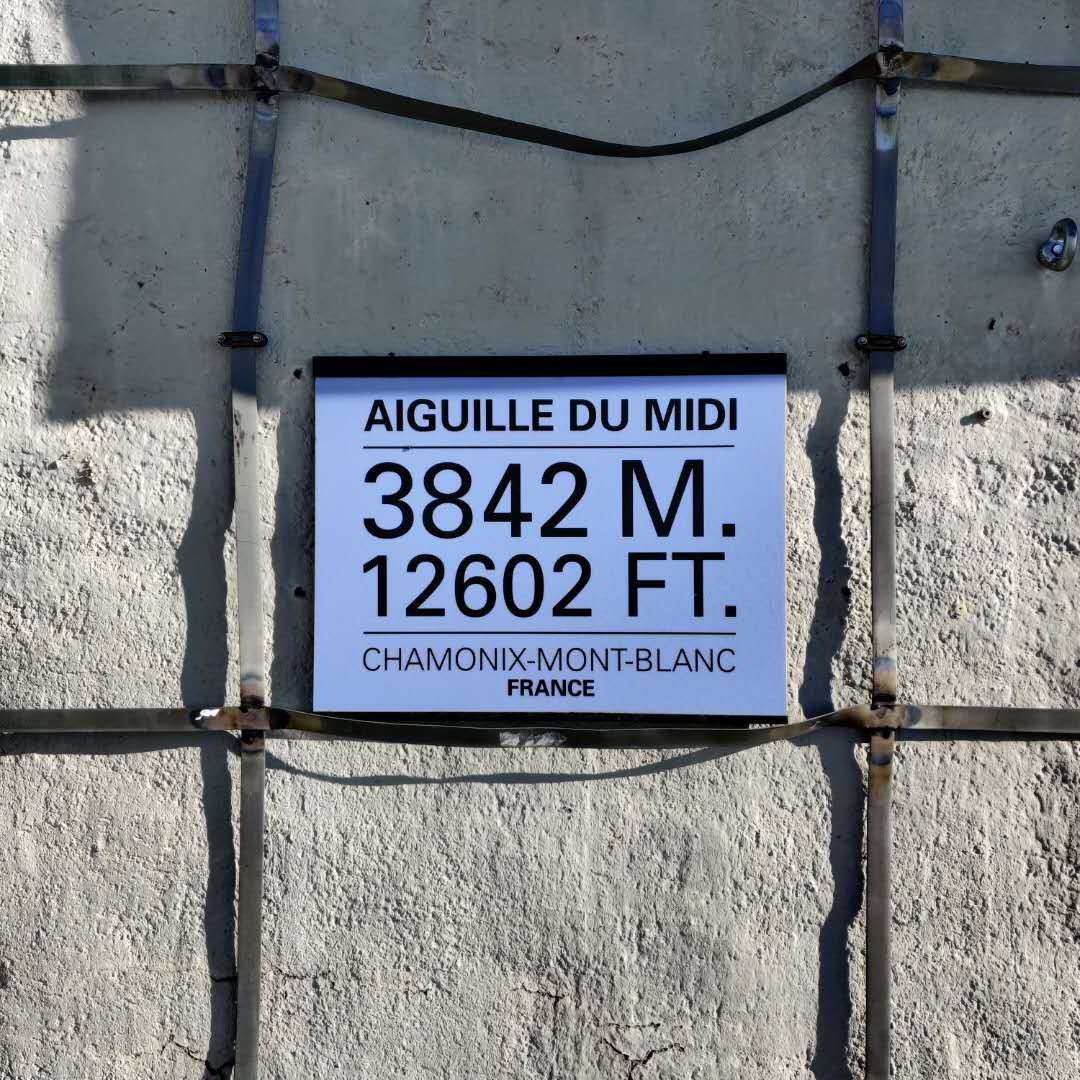 AIGUILLE DU MIDI
3842 M.
12602 FT.
CHAMONIX-MONT-BLANC
FRANCE